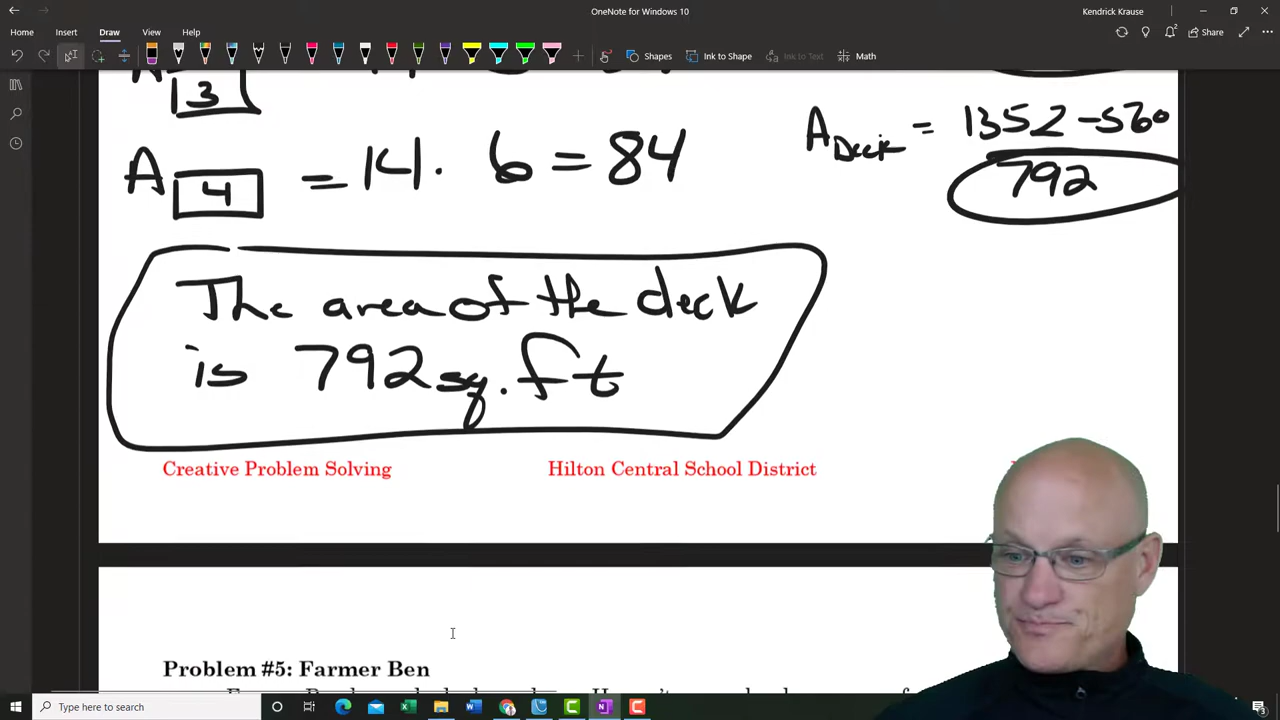 OneNote for Windows 10
Kendrick Krause
Home Insert Draw View Help
Share
Shapes Ink to Shape Ink to Text Math
3
A Deck = 1352-560
792
A 4 = 14. 6 = 84
The area of the deck
is 792 sq. ft
Creative Problem Solving Hilton Central School District
Problem #5: Farmer Ben
Type here to search